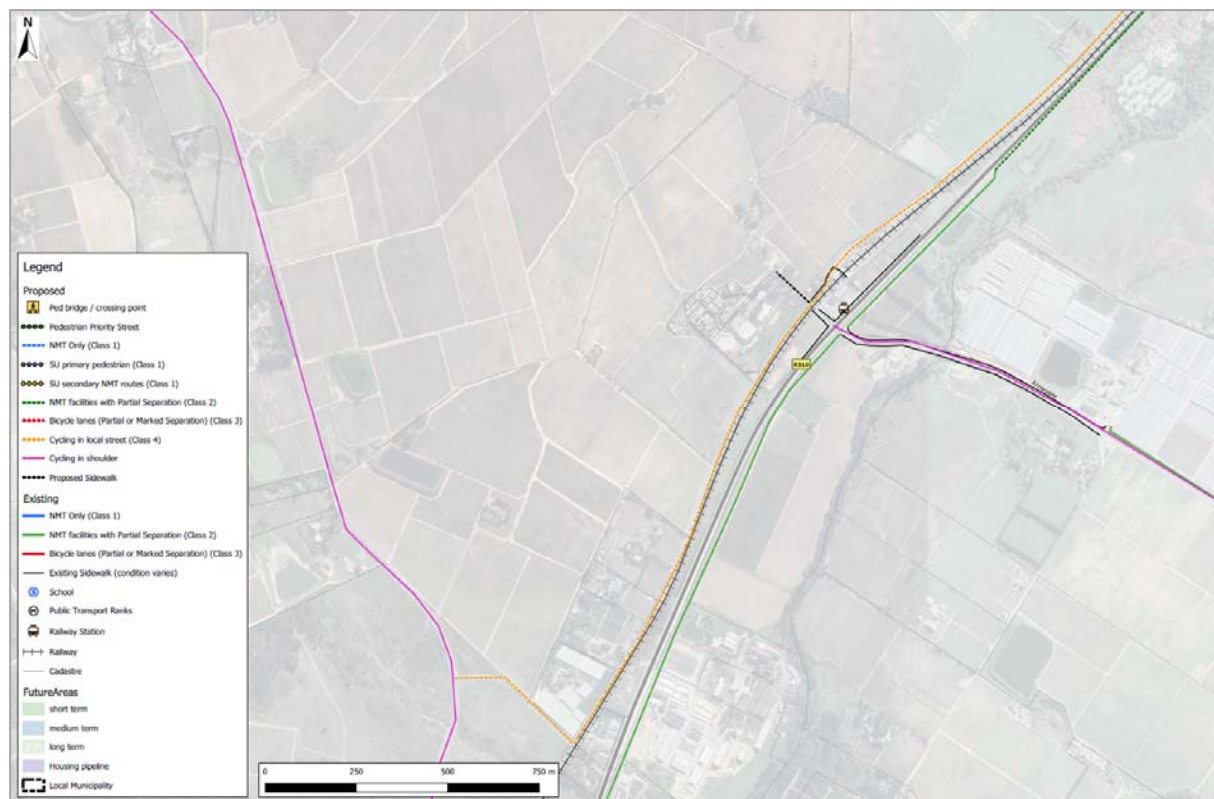 N
Legend
Proposed
Ped bridge / crossing point
Pedestrian Priority Street
NMT Only (Class 1)
SU primary pedestrian (Class 1)
SU secondary NMT routes (Class 1)
NMT facilities with Partial Separation (Class 2)
Bicycle lanes (Partial or Marked Separation) (Class 3)
Cycling in local street (Class 4)
Cycling in shoulder
Proposed Sidewalk
Existing
NMT Only (Class 1)
NMT facilities with Partial Separation (Class 2)
Bicycle lanes (Partial or Marked Separation) (Class 3)
Existing Sidewalk (condition varies)
School
Public Transport Ranks
Railway Station
Railway
Cadastre
FutureAreas
short term
medium term
long term
Housing pipeline
Local Municipality
R310
0 250 500 750 m